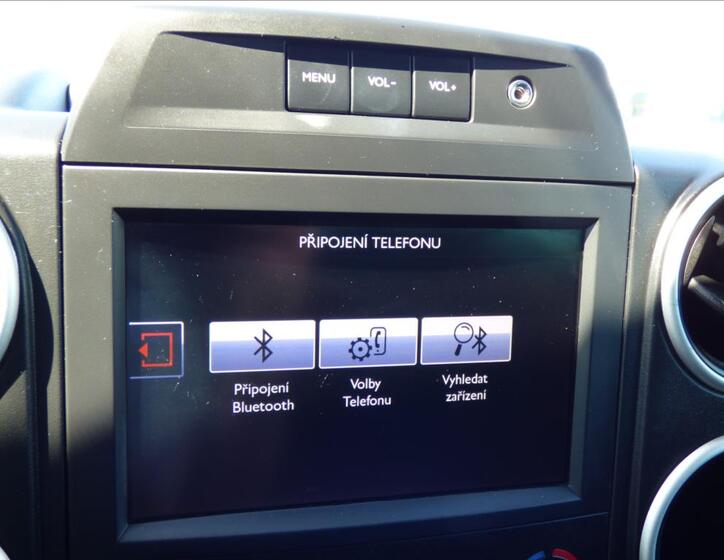 MENU
VOL-
VOL+
PŘIPOJENÍ TELEFONU
Připojení
Bluetooth
Volby
Telefonu
Vyhledat
zařízení